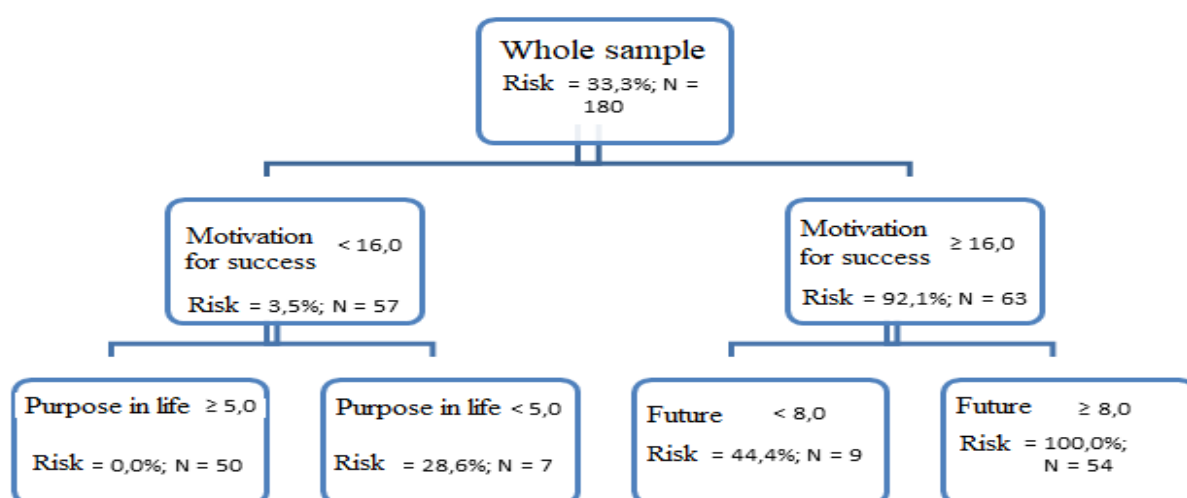 Whole sample
Risk = 33,3%; N =
180
Motivation < 16,0
for success
Risk = 3,5%; N = 57
Motivation ≥ 16,0
for success
Risk = 92,1%; N = 63
Purpose in life ≥ 5,0
Risk = 0,0%; N = 50
Purpose in life < 5,0
Risk = 28,6%; N = 7
Future < 8,0
Risk = 44,4%; N = 9
Future ≥ 8,0
Risk = 100,0%;
N = 54